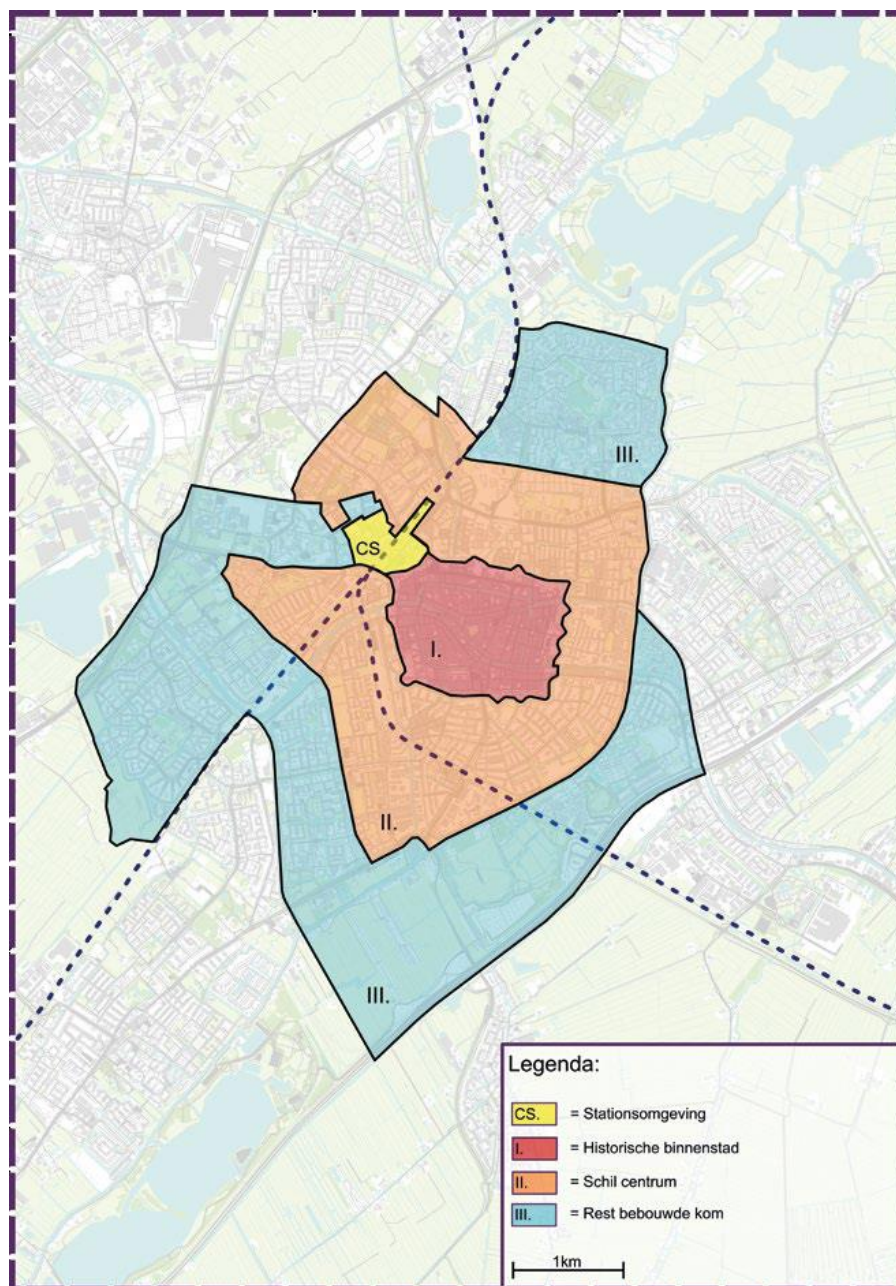 III.
CS
I.
II.
III.
Legenda:
CS. = Stationsomgeving
I. = Historische binnenstad
II. = Schil centrum
III. = Rest bebouwde kom
1km